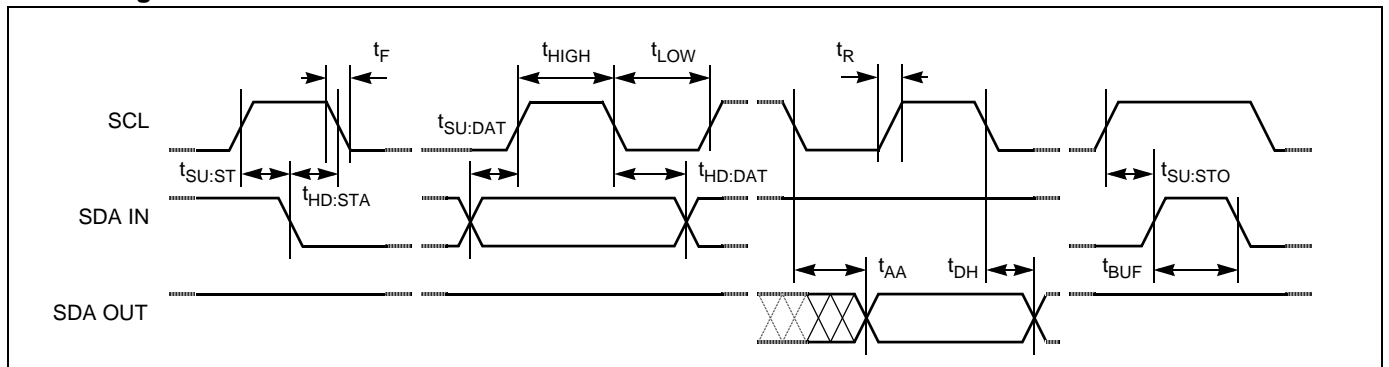 tF
tHIGH
tLOW
tR
SCL
tSU:DAT
tSU:ST
tHD:STA
tHD:DAT
tSU:STO
SDA IN
tAA
tDH
tBUF
SDA OUT